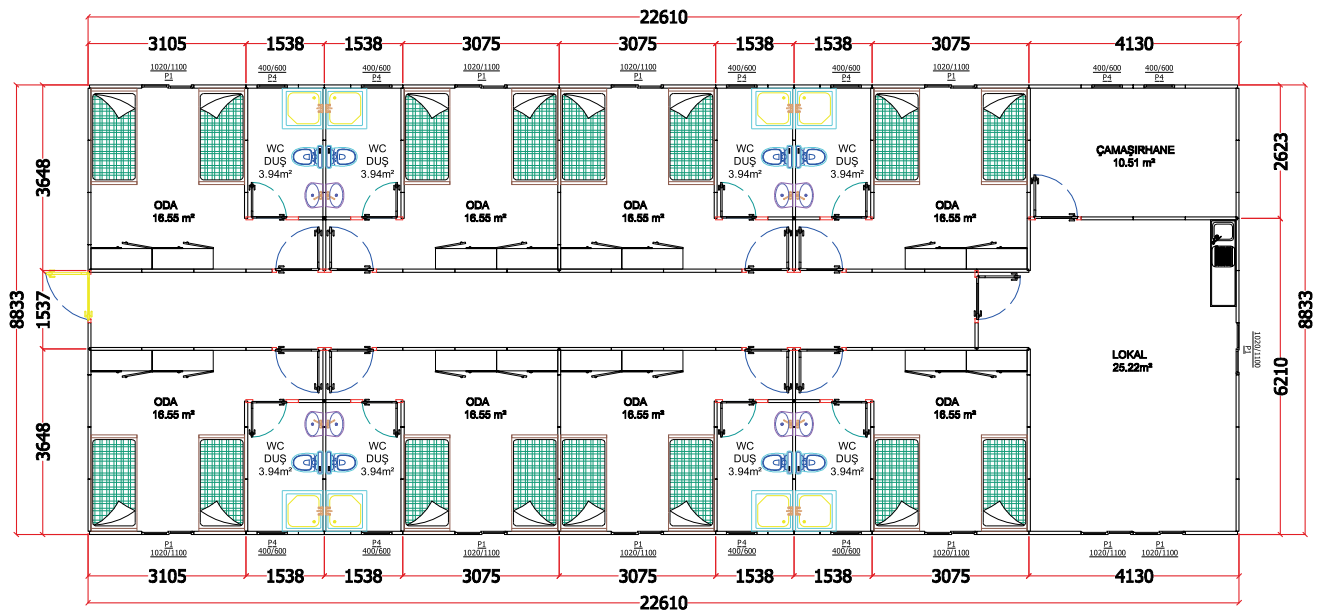 22610
3105 1538 1538 3075 3075 1538 1538 3075 4130
1020/1100 400/600 400/600 1020/1100 1020/1100 400/600 400/600 1020/1100 400/600 400/600
P1 P4 P4 P1 P1 P4 P4 P1 P4 P4
8833
3648
1537
3648
WC
DUŞ
3.94m²
WC
DUŞ
3.94m²
WC
DUŞ
3.94m²
WC
DUŞ
3.94m²
ÇAMAŞIRHANE
10.51 m²
ODA
16.55 m²
ODA
16.55 m²
ODA
16.55 m²
ODA
16.55 m²
2623
8833
6210
1020/1100
P1
LOKAL
25.22m²
ODA
16.55 m²
ODA
16.55 m²
ODA
16.55 m²
ODA
16.55 m²
WC
DUŞ
3.94m²
WC
DUŞ
3.94m²
WC
DUŞ
3.94m²
WC
DUŞ
3.94m²
P1 P4 P4 P1 P1 P4 P4 P1 P1 P1
1020/1100 400/600 400/600 1020/1100 1020/1100 400/600 400/600 1020/1100 1020/1100 1020/1100
3105 1538 1538 3075 3075 1538 1538 3075 4130
22610